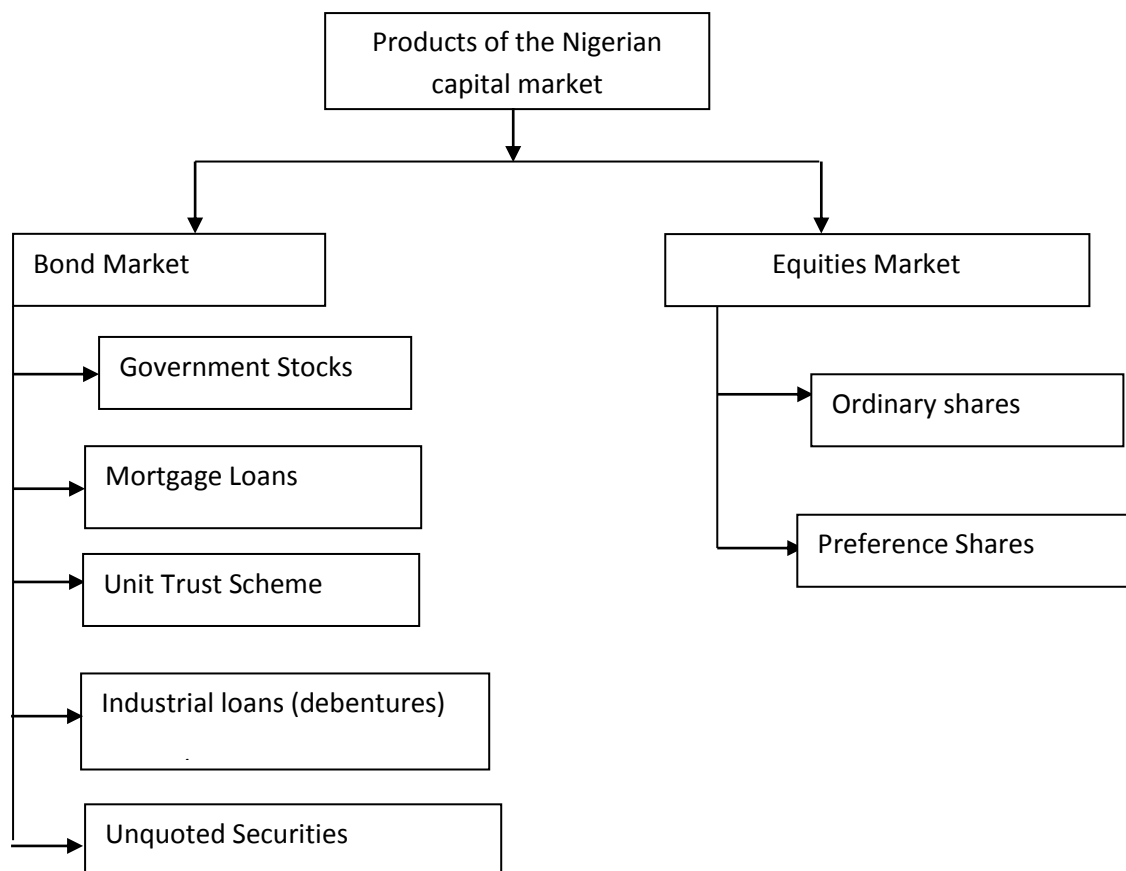 Products of the Nigerian
capital market
Bond Market
Equities Market
Government Stocks
Ordinary shares
Mortgage Loans
Preference Shares
Unit Trust Scheme
Industrial loans (debentures)
Unquoted Securities